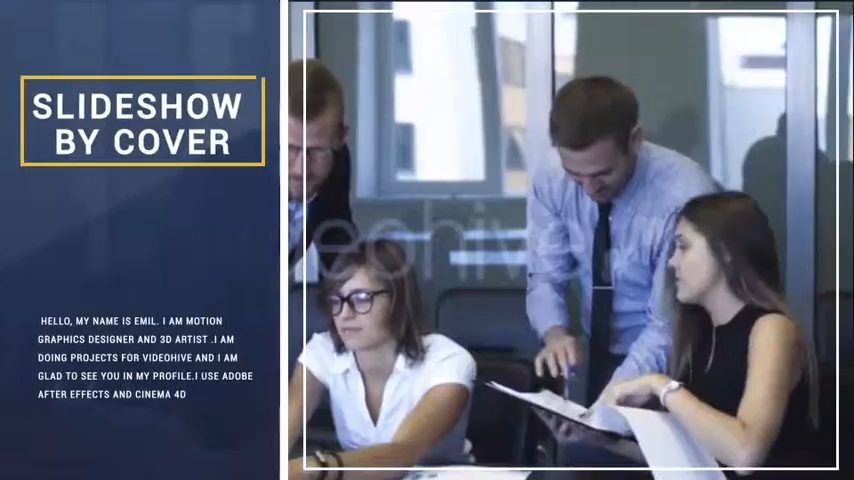 SLIDESHOW
BY COVER
HELLO, MY NAME IS EMIL. I AM MOTION
GRAPHICS DESIGNER AND 3D ARTIST .I AM
DOING PROJECTS FOR VIDEOHIVE AND I AM
GLAD TO SEE YOU IN MY PROFILE.I USE ADOBE
AFTER EFFECTS AND CINEMA 4D
videohive